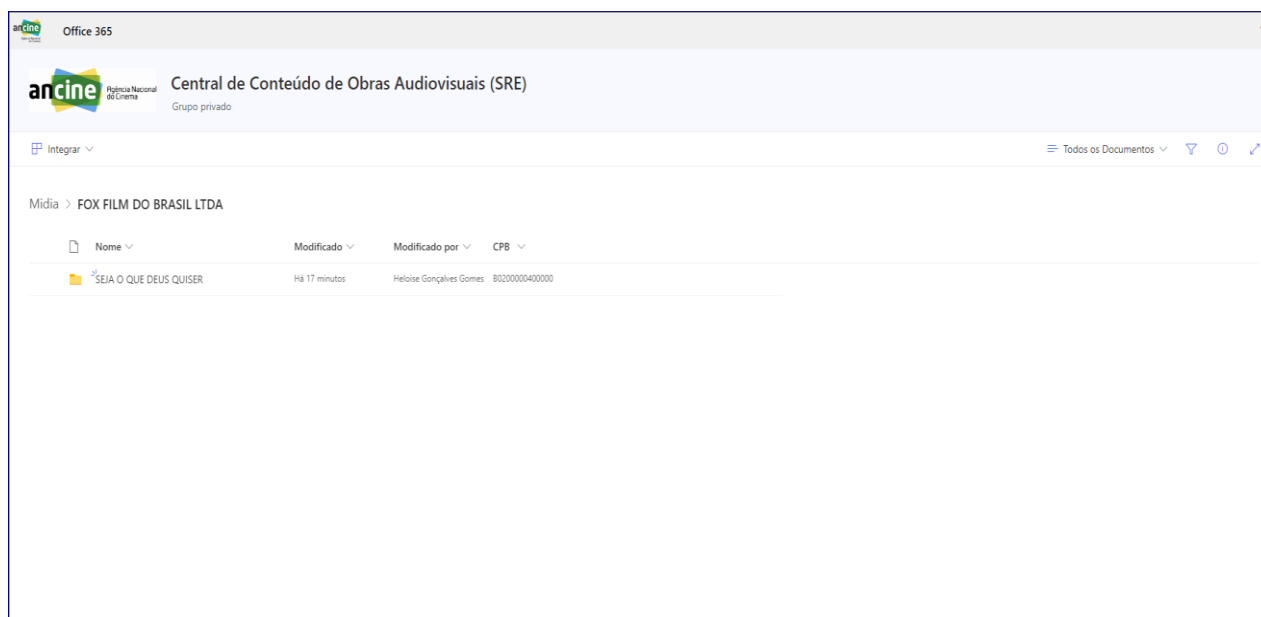 ancine Office 365
ancine Agência Nacional do Cinema
Central de Conteúdo de Obras Audiovisuais (SRE)
Grupo privado
Integrar
Todos os Documentos
Midia > FOX FILM DO BRASIL LTDA
Nome Modificado Modificado por CPB
SEJA O QUE DEUS QUISER Há 17 minutos Heloise Gonçalves Gomes B0200000400000